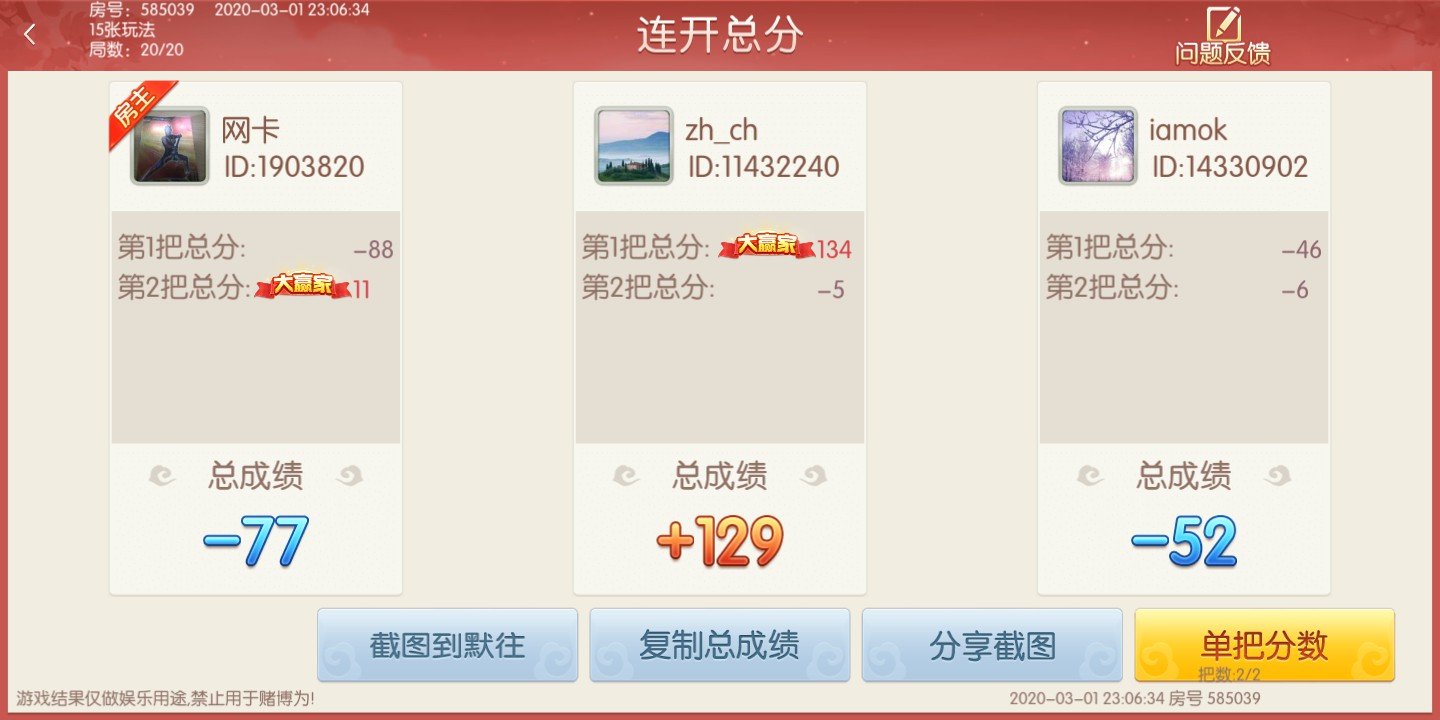 房号：585039 2020-03-01 23:06:34
15张玩法
局数：20/20
连开总分
问题反馈
房主
网卡
ID:1903820
第1把总分: -88
第2把总分: 大赢家 11
总成绩
-77
zh_ch
ID:11432240
第1把总分: 大赢家 134
第2把总分: -5
总成绩
+129
iamok
ID:14330902
第1把总分: -46
第2把总分: -6
总成绩
-52
截图到默往
复制总成绩
分享截图
单把分数
把数:2/2
游戏结果仅做娱乐用途,禁止用于赌博为!
2020-03-01 23:06:34 房号 585039